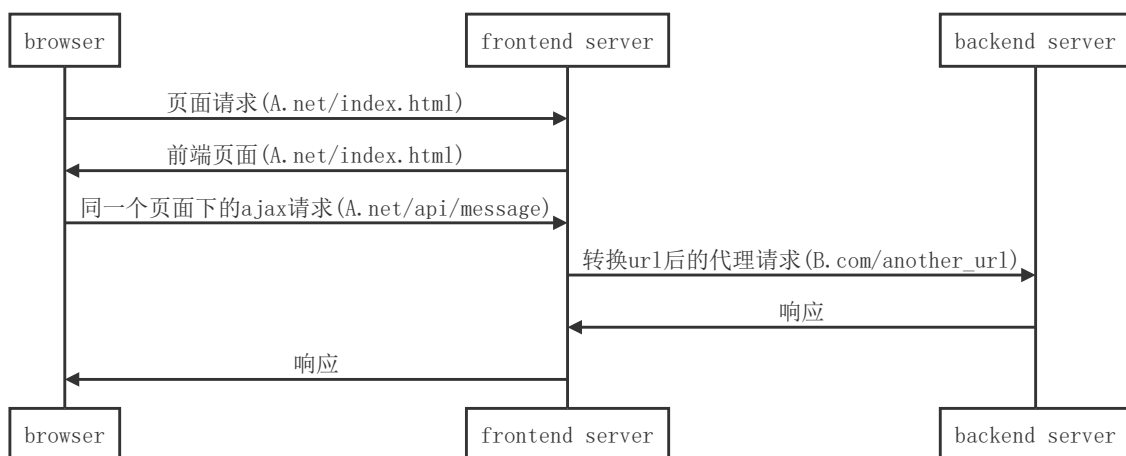 browser
frontend server
backend server
页面请求(A.net/index.html)
前端页面(A.net/index.html)
同一个页面下的ajax请求(A.net/api/message)
转换url后的代理请求(B.com/another_url)
响应
响应
browser
frontend server
backend server